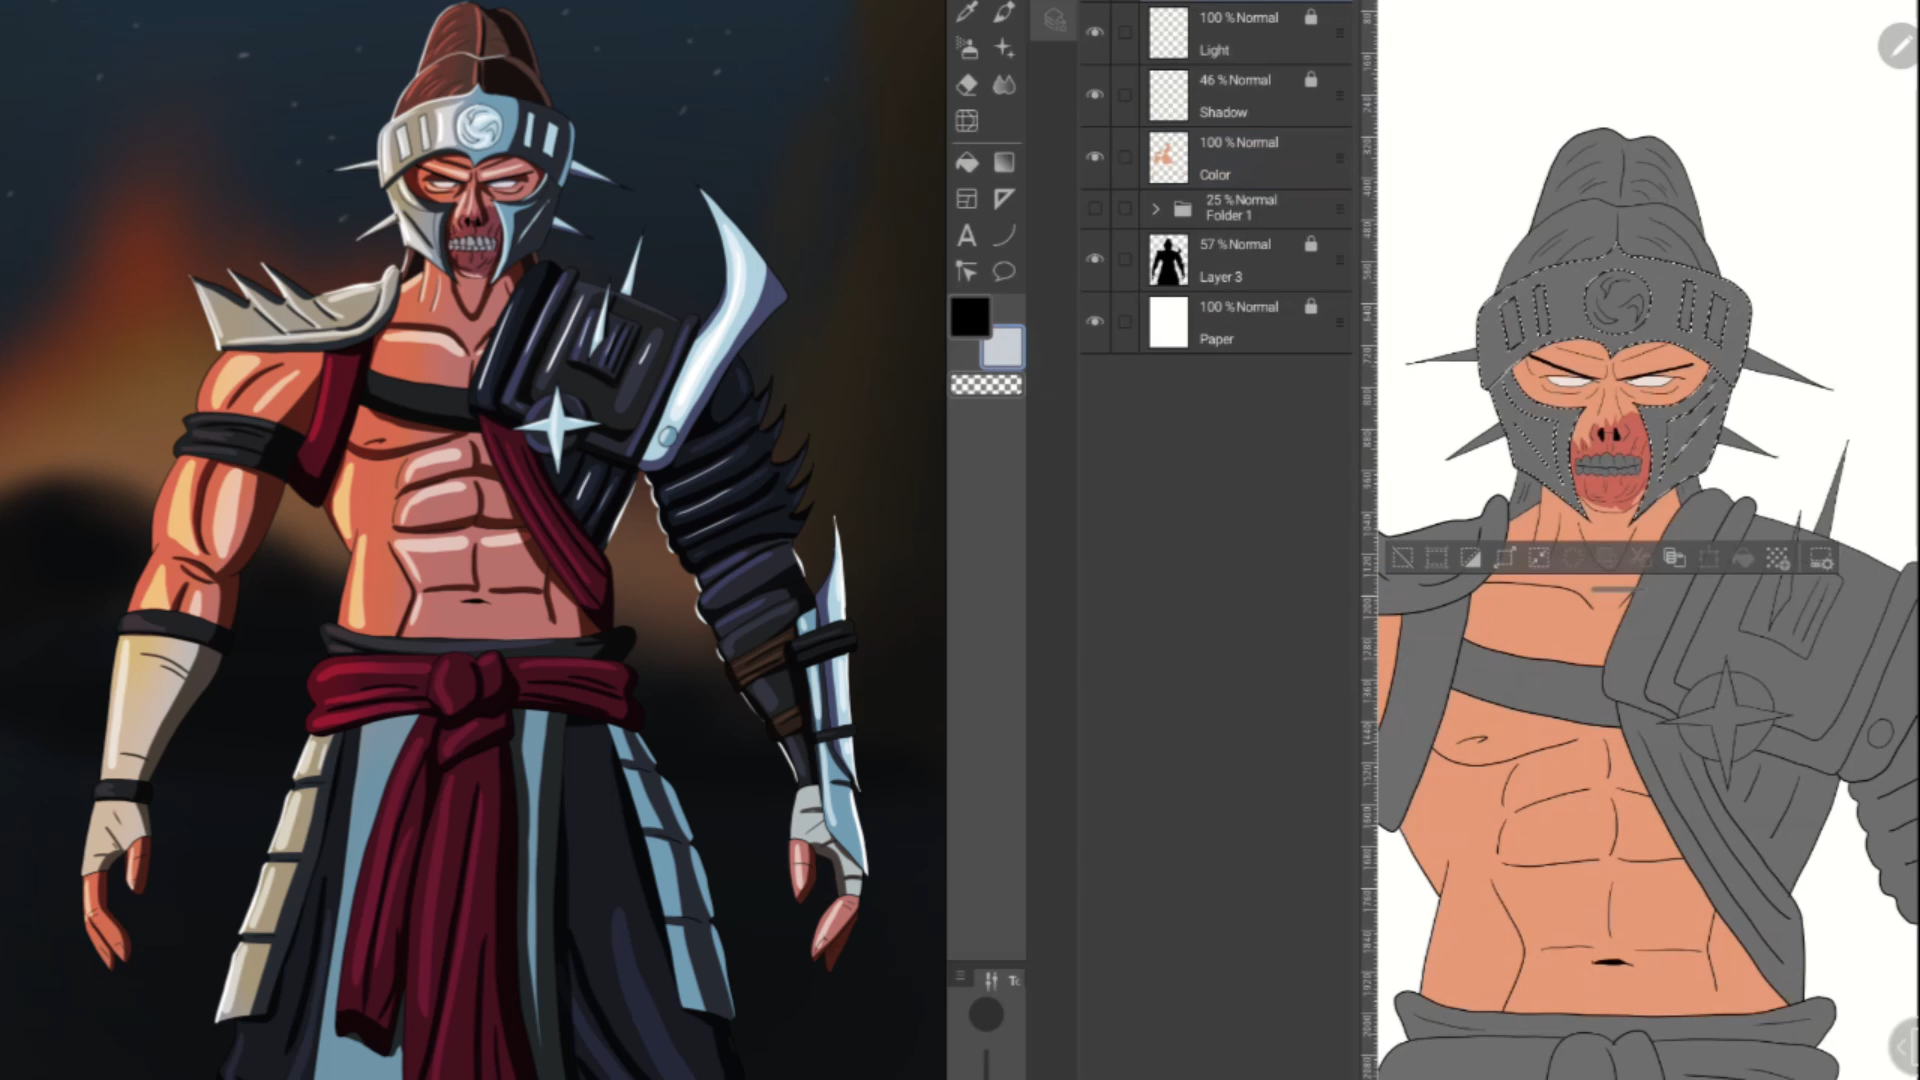 100 % Normal
Light
46 % Normal
Shadow
100 % Normal
Color
25 % Normal
Folder 1
57 % Normal
Layer 3
100 % Normal
Paper
A
Tc